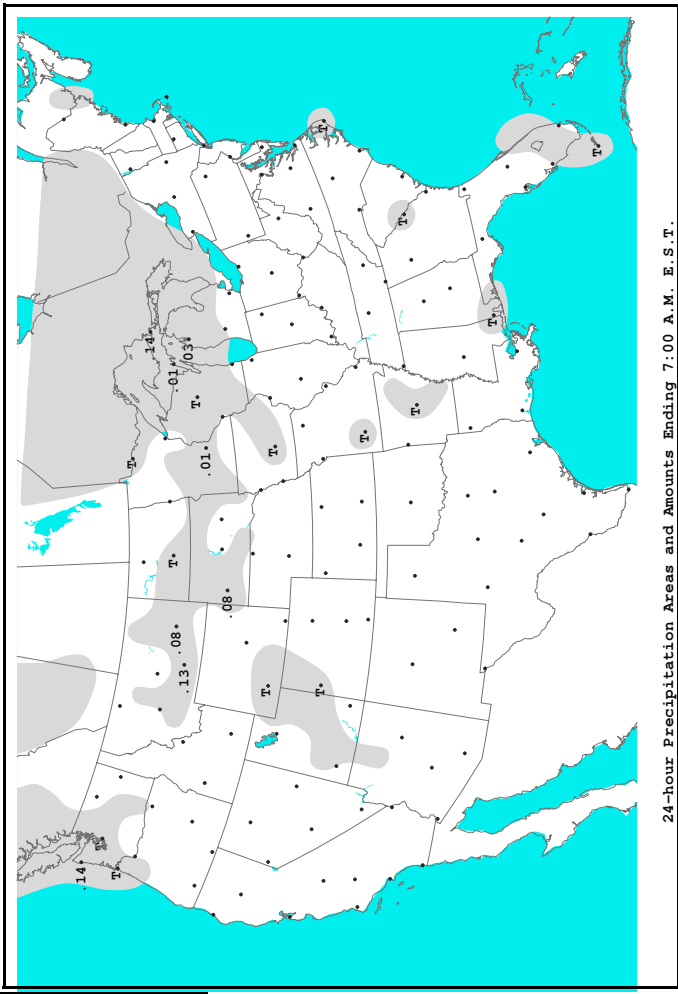 .14
T
T
T
.14
T
.01
.08
.13
.03
T
.01
.08
T
T
T
T
T
T
T
T
T
24-hour Precipitation Areas and Amounts Ending 7:00 A.M. E.S.T.